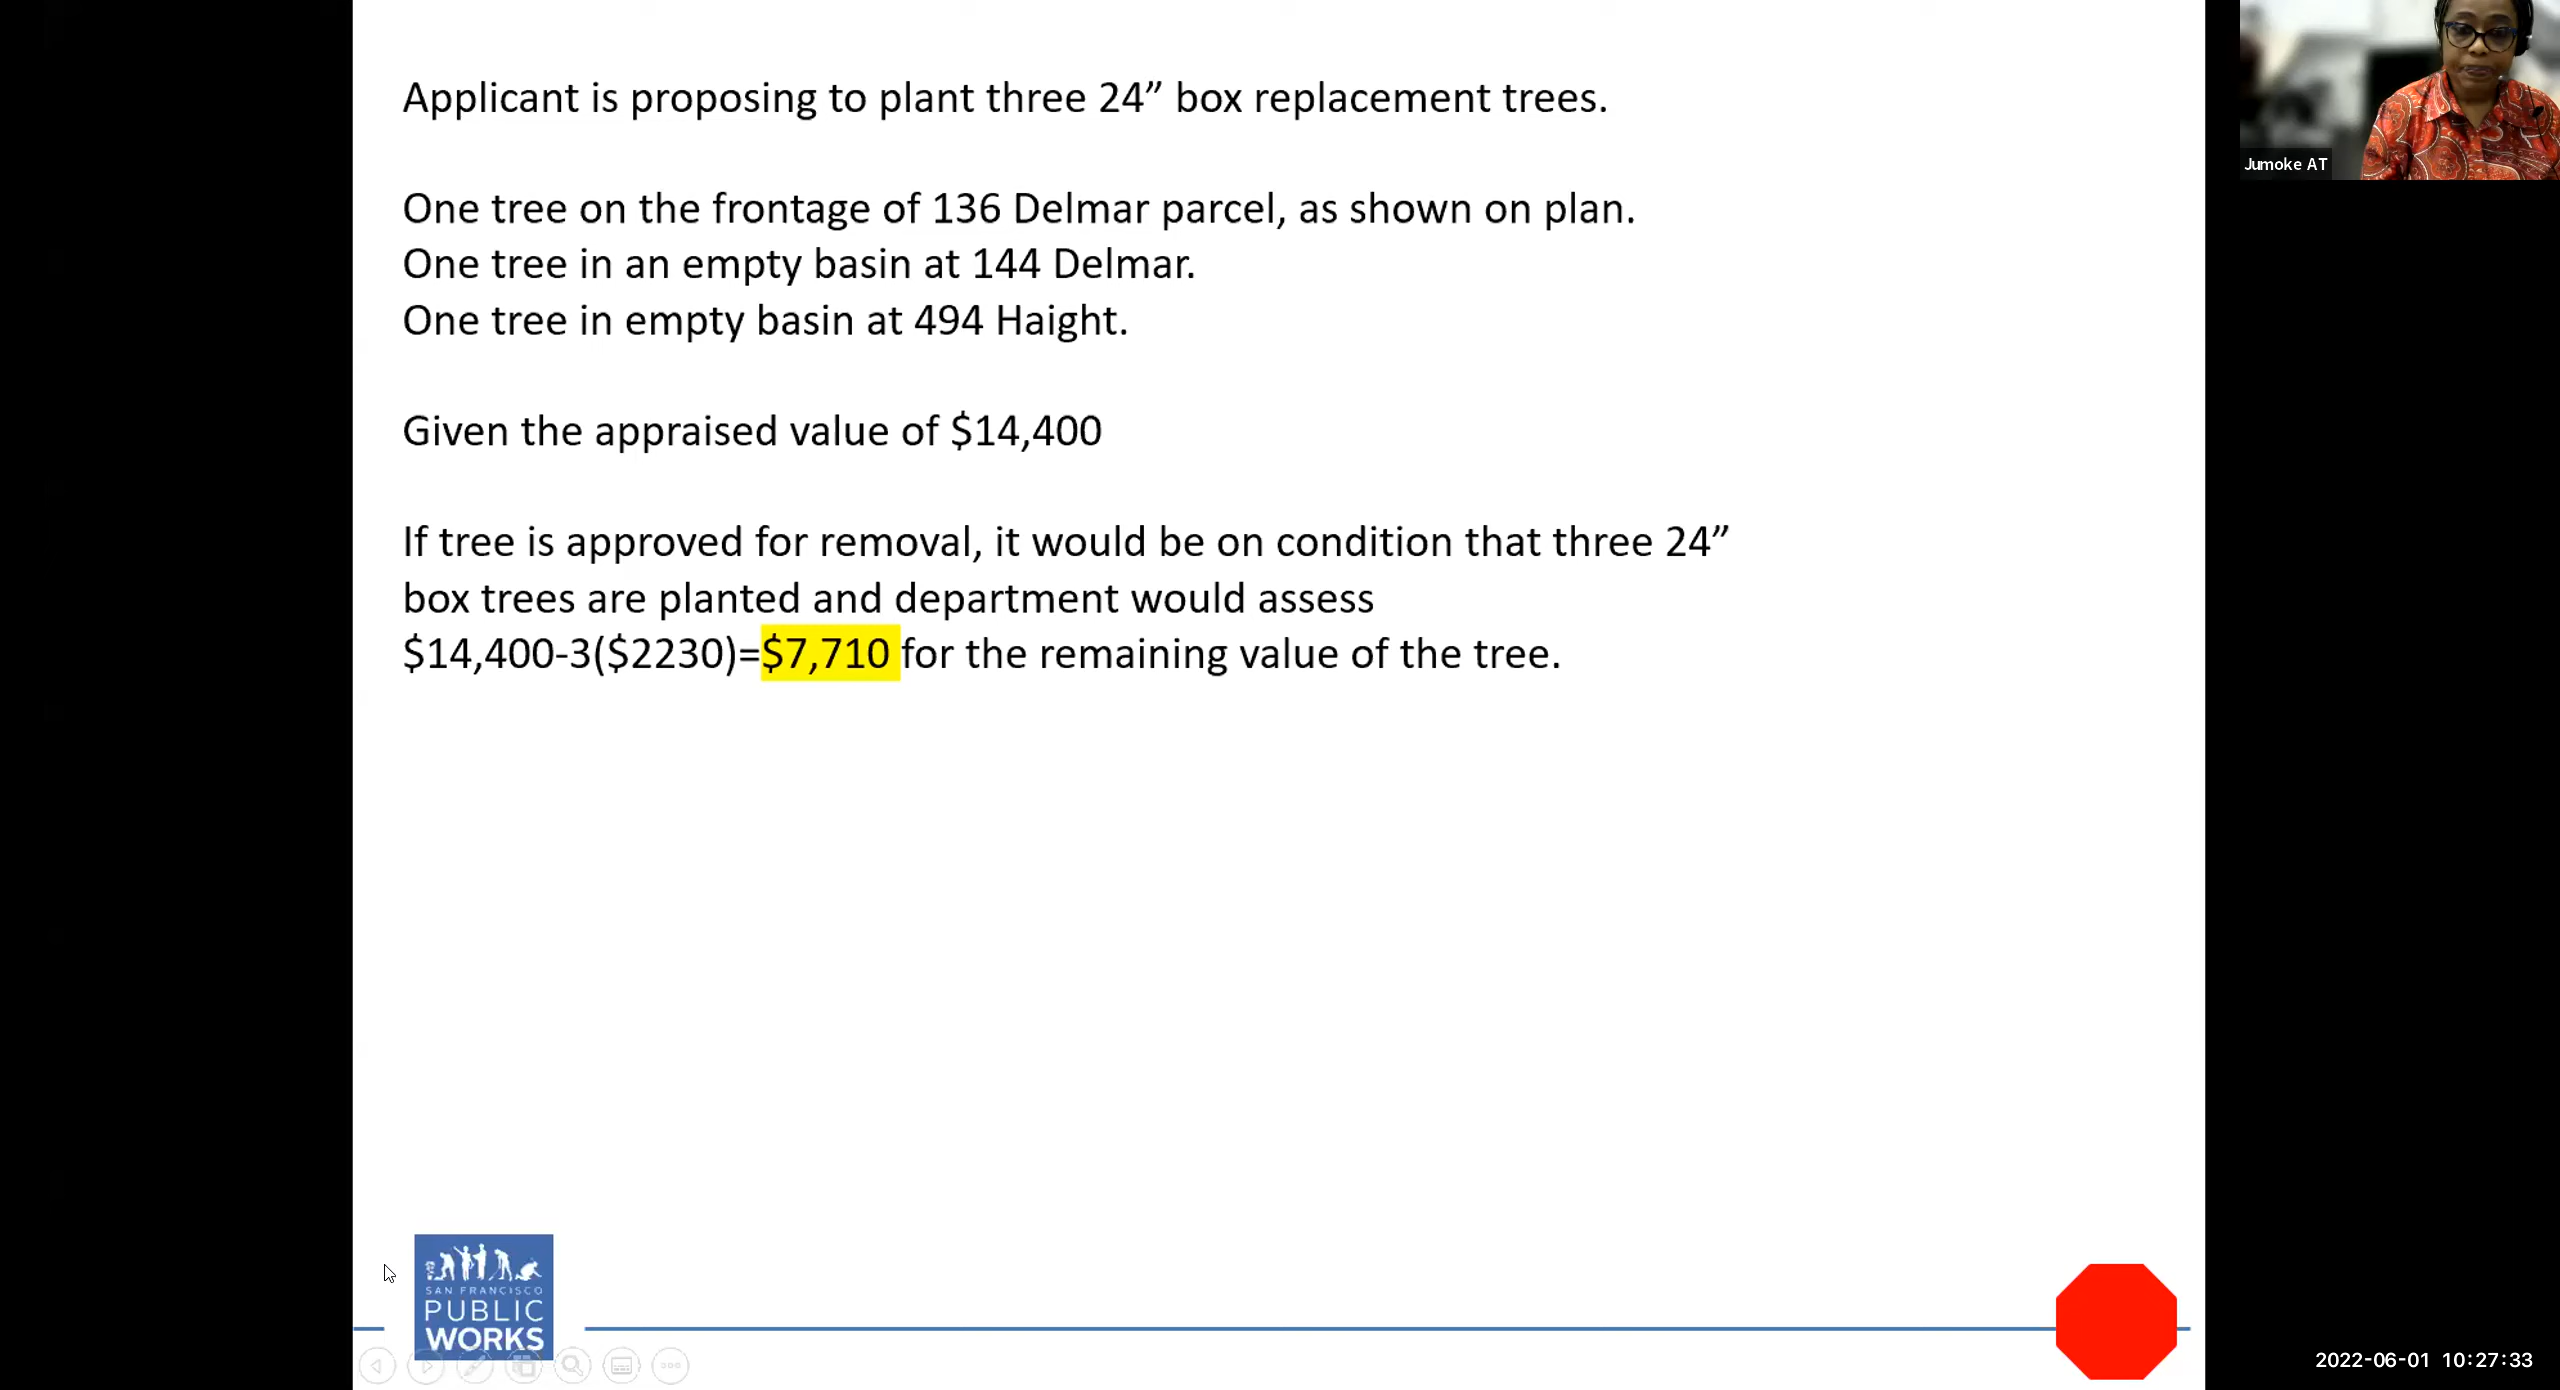 Applicant is proposing to plant three 24” box replacement trees.
One tree on the frontage of 136 Delmar parcel, as shown on plan.
One tree in an empty basin at 144 Delmar.
One tree in empty basin at 494 Haight.
Given the appraised value of $14,400
If tree is approved for removal, it would be on condition that three 24”
box trees are planted and department would assess
$14,400-3($2230)=$7,710 for the remaining value of the tree.
Jumoke AT
SAN FRANCISCO
PUBLIC
WORKS
2022-06-01 10:27:33